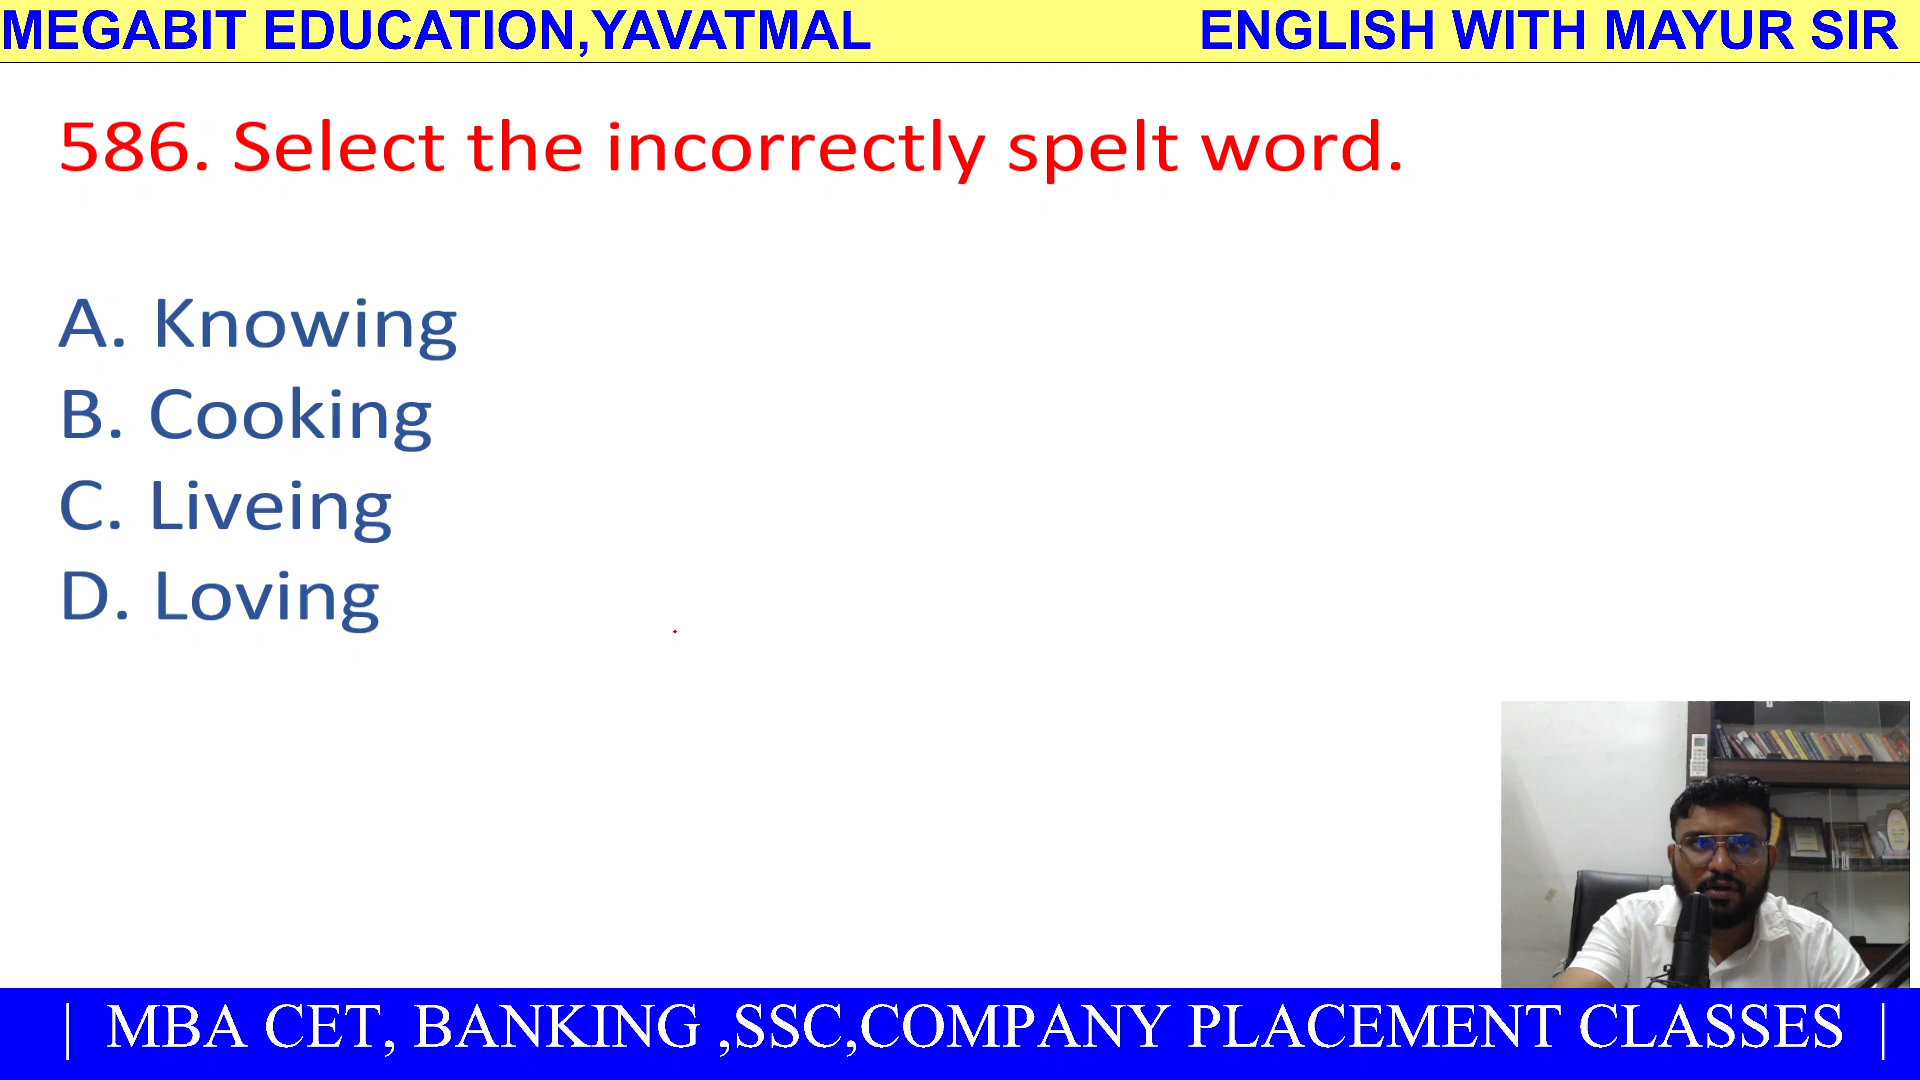 MEGABIT EDUCATION,YAVATMAL ENGLISH WITH MAYUR SIR
586. Select the incorrectly spelt word.
A. Knowing
B. Cooking
C. Liveing
D. Loving
| MBA CET, BANKING ,SSC,COMPANY PLACEMENT CLASSES |